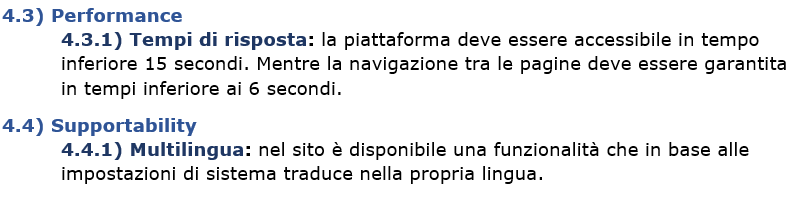 4.3) Performance
4.3.1) Tempi di risposta: la piattaforma deve essere accessibile in tempo
inferiore 15 secondi. Mentre la navigazione tra le pagine deve essere garantita
in tempi inferiore ai 6 secondi.
4.4) Supportability
4.4.1) Multilingua: nel sito è disponibile una funzionalità che in base alle
impostazioni di sistema traduce nella propria lingua.